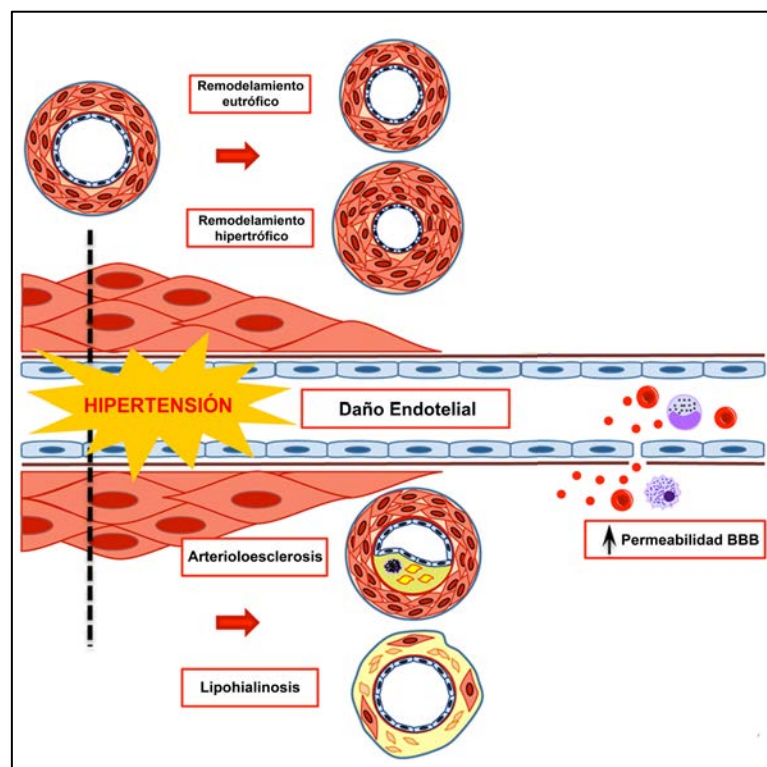 Remodelamiento
eutrófico
Remodelamiento
hipertrófico
HIPERTENSIÓN
Daño Endotelial
Permeabilidad BBB
Arterioloesclerosis
Lipohialinosis